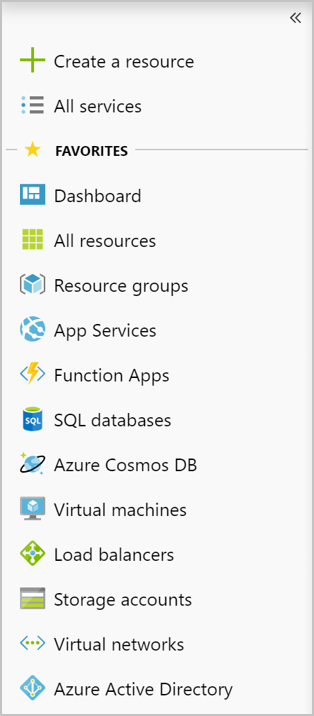 «
Create a resource
All services
FAVORITES
Dashboard
All resources
Resource groups
App Services
Function Apps
SQL databases
SQL
Azure Cosmos DB
Virtual machines
Load balancers
Storage accounts
Virtual networks
Azure Active Directory